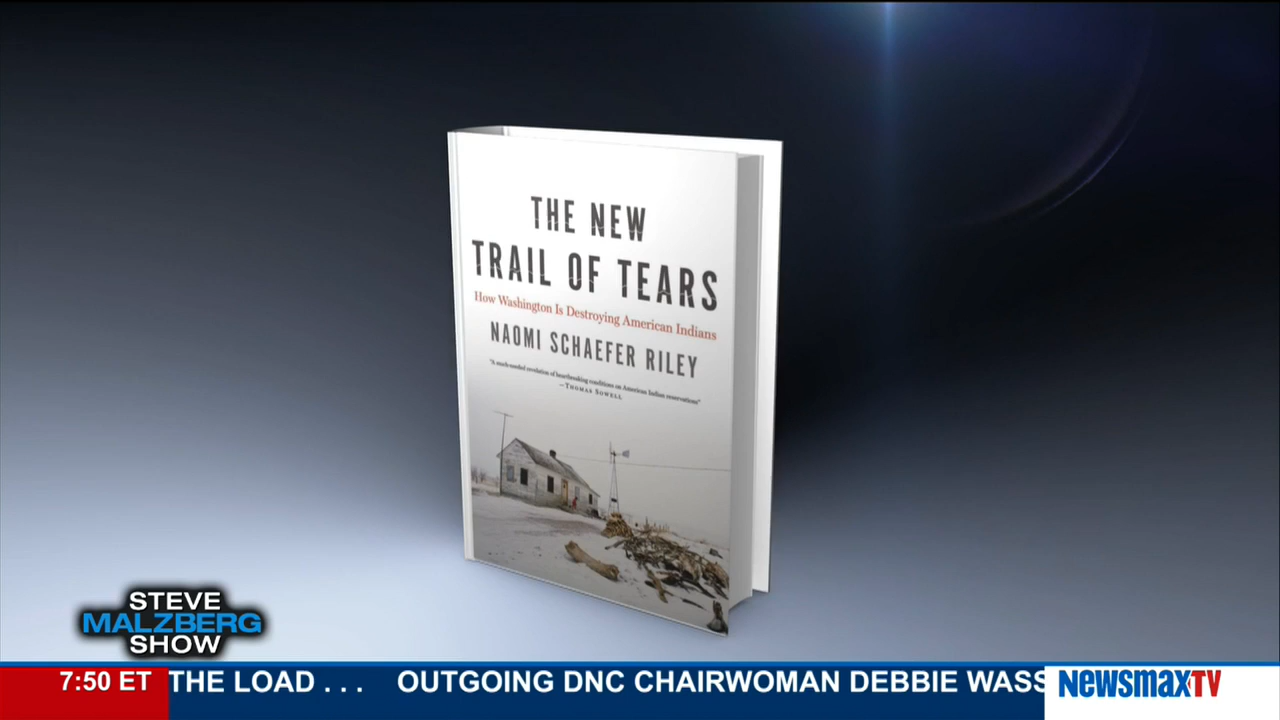 THE NEW
TRAIL OF TEARS
How Washington Is Destroying American Indians
NAOMI SCHAEFER RILEY
"A much-needed revelation of heartbreaking conditions on American Indian reservations"
—THOMAS SOWELL
STEVE
MALZBERG
SHOW
7:50 ET THE LOAD . . . OUTGOING DNC CHAIRWOMAN DEBBIE WASS
NEWSMAXTV